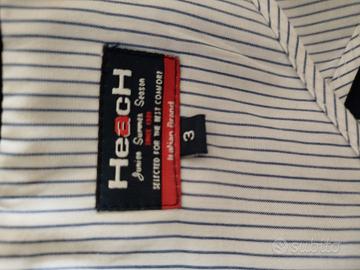 HeacH
Junior Summer Season
SINCE 1989
SELECTED FOR THE BEST COMFORT
Italian Brand
3
subito